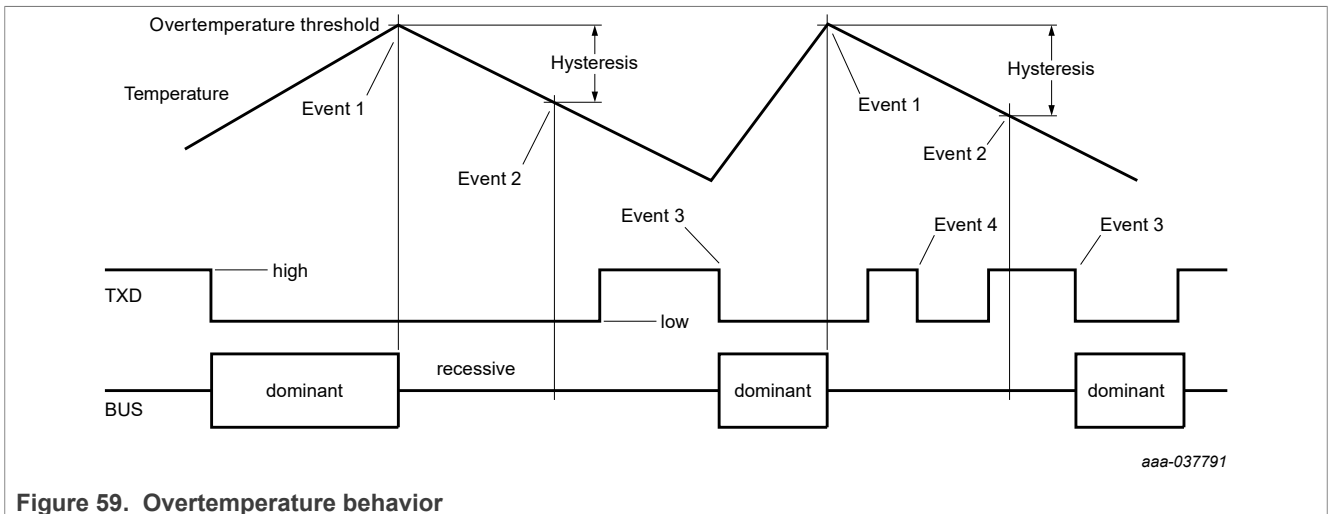 Overtemperature threshold
Hysteresis
Hysteresis
Temperature
Event 1
Event 1
Event 2
Event 2
Event 3
Event 4
Event 3
high
TXD
low
recessive
dominant
dominant
dominant
BUS
aaa-037791
Figure 59. Overtemperature behavior